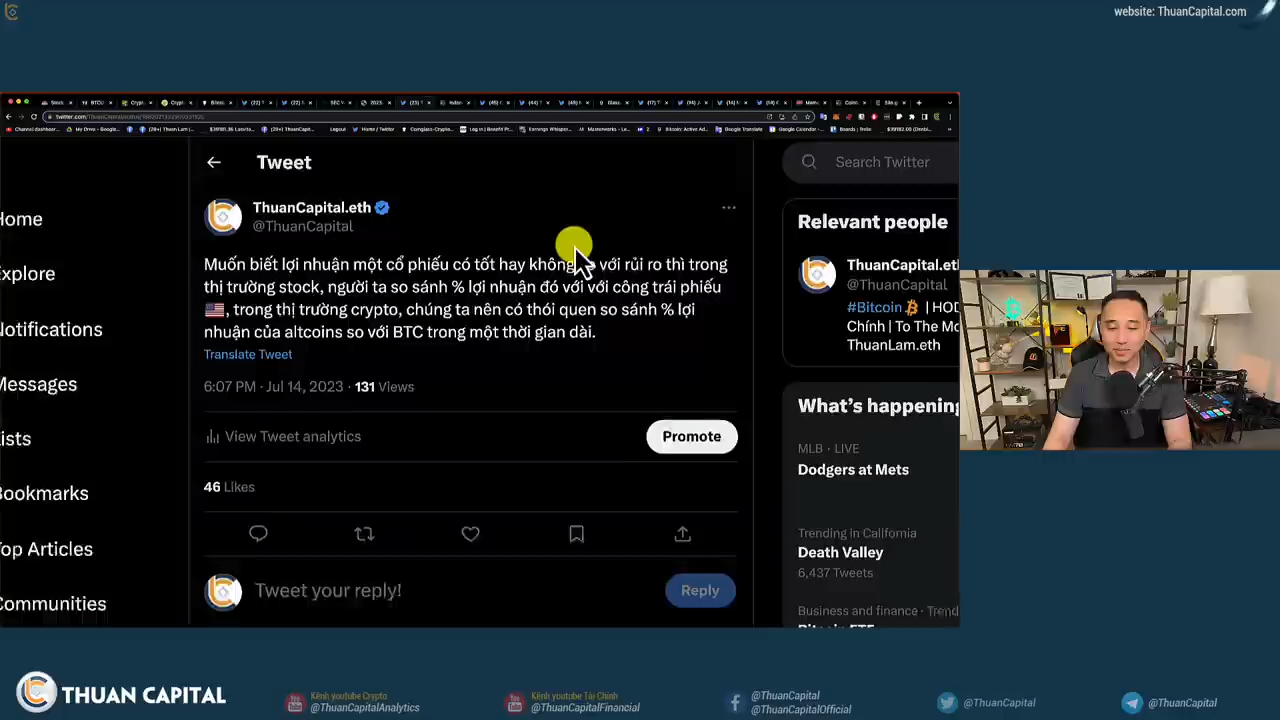 website: ThuanCapital.com
Tweet
ThuanCapital.eth
@ThuanCapital
Muốn biết lợi nhuận một cổ phiếu có tốt hay không với rủi ro thì trong
thị trường stock, người ta so sánh % lợi nhuận đó với với công trái phiếu
🇺🇸, trong thị trường crypto, chúng ta nên có thói quen so sánh % lợi
nhuận của altcoins so với BTC trong một thời gian dài.
Translate Tweet
6:07 PM · Jul 14, 2023 · 131 Views
View Tweet analytics
Promote
46 Likes
Tweet your reply!
Reply
Home
Explore
Notifications
Messages
Lists
Bookmarks
Top Articles
Communities
Search Twitter
Relevant people
ThuanCapital.eth
@ThuanCapital
#Bitcoin | HOD
Chính | To The Mo
ThuanLam.eth
What's happening
MLB · LIVE
Dodgers at Mets
Trending in California
Death Valley
6,437 Tweets
Business and finance · Trend
Bitcoin ETF
THUAN CAPITAL
Kênh youtube Crypto
@ThuanCapitalAnalytics
Kênh youtube Tài Chính
@ThuanCapitalFinancial
@ThuanCapital
@ThuanCapitalOfficial
@ThuanCapital
@ThuanCapital